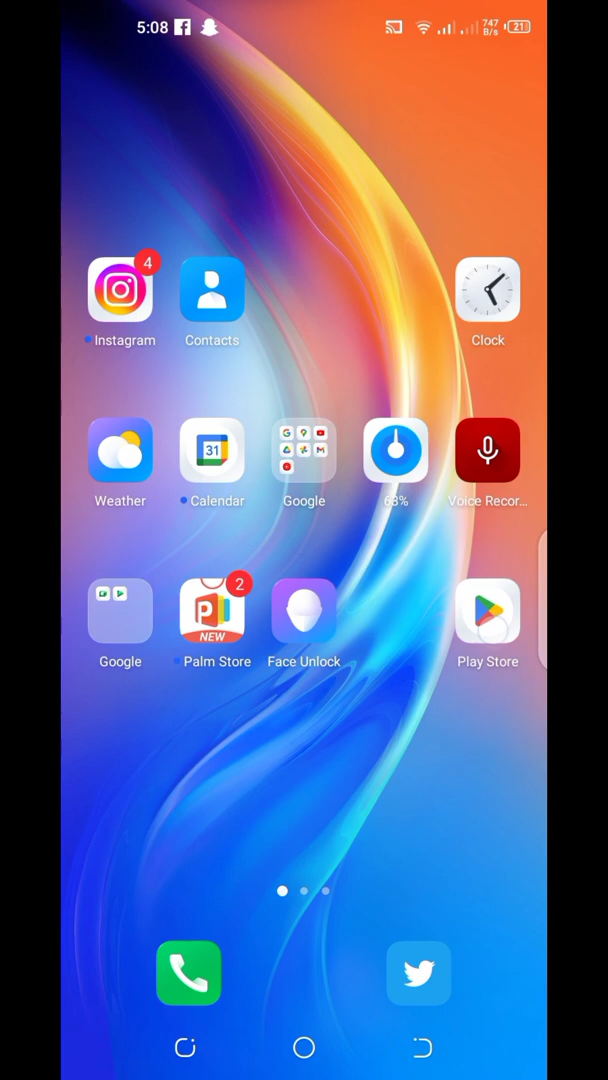 5:08
747
B/s
21
4
Instagram
Contacts
Clock
31
Weather
Calendar
Google
63%
Voice Recor...
2
NEW
Google
Palm Store
Face Unlock
Play Store